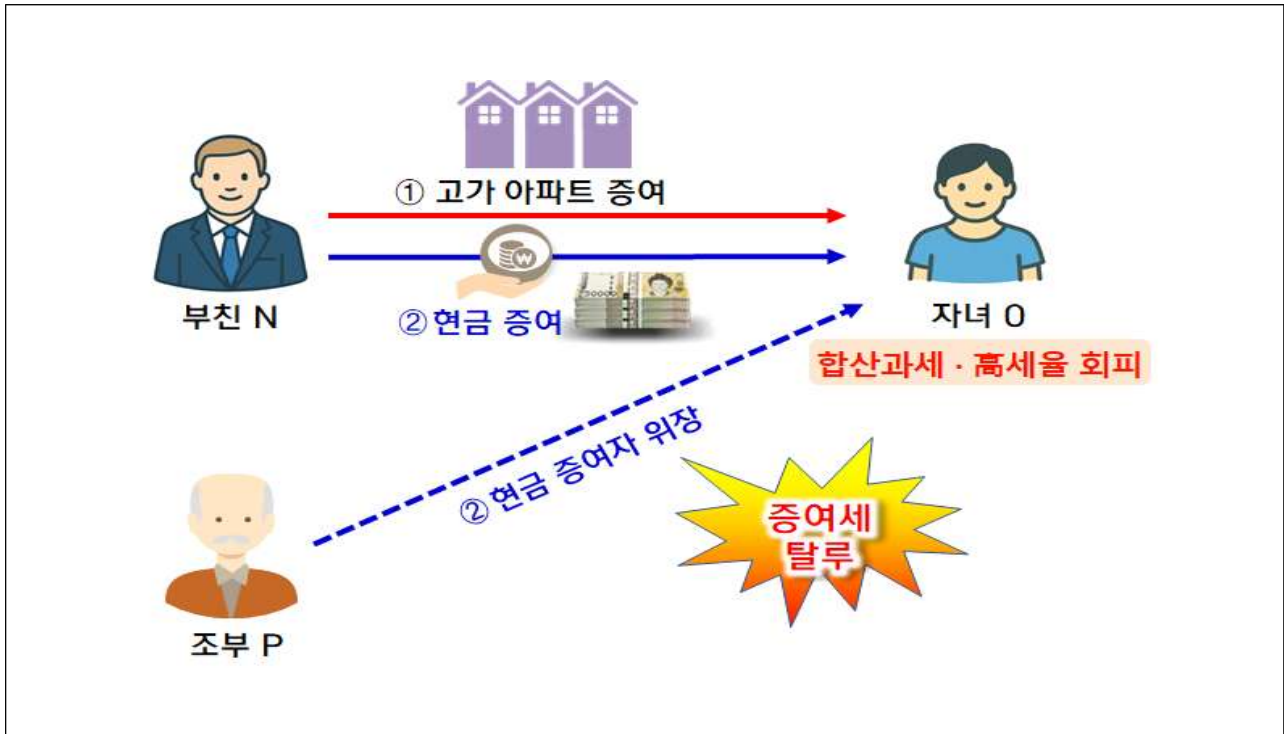 ① 고가 아파트 증여
부친 N
② 현금 증여
자녀 O
합산과세 · 高세율 회피
② 현금 증여자 위장
증여세
탈루
조부 P